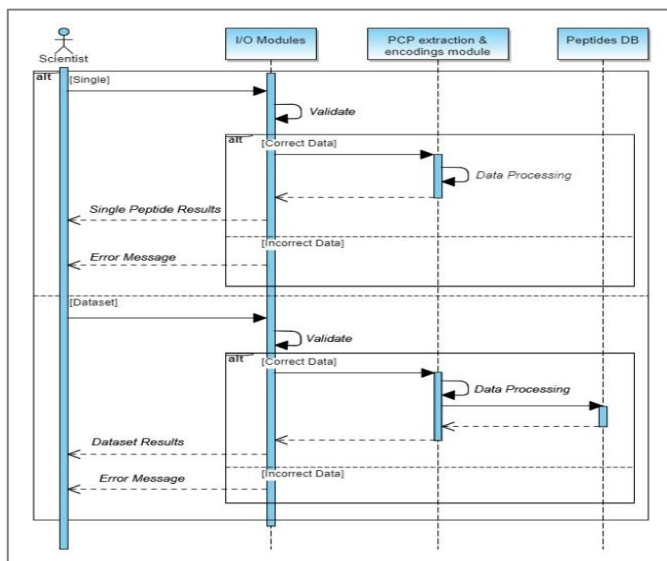 I/O Modules
PCP extraction &
encodings module
Peptides DB
Scientist
alt
[Single]
Validate
alt
[Correct Data]
Data Processing
Single Peptide Results
[Incorrect Data]
Error Message
[Dataset]
Validate
alt
[Correct Data]
Data Processing
Dataset Results
[Incorrect Data]
Error Message